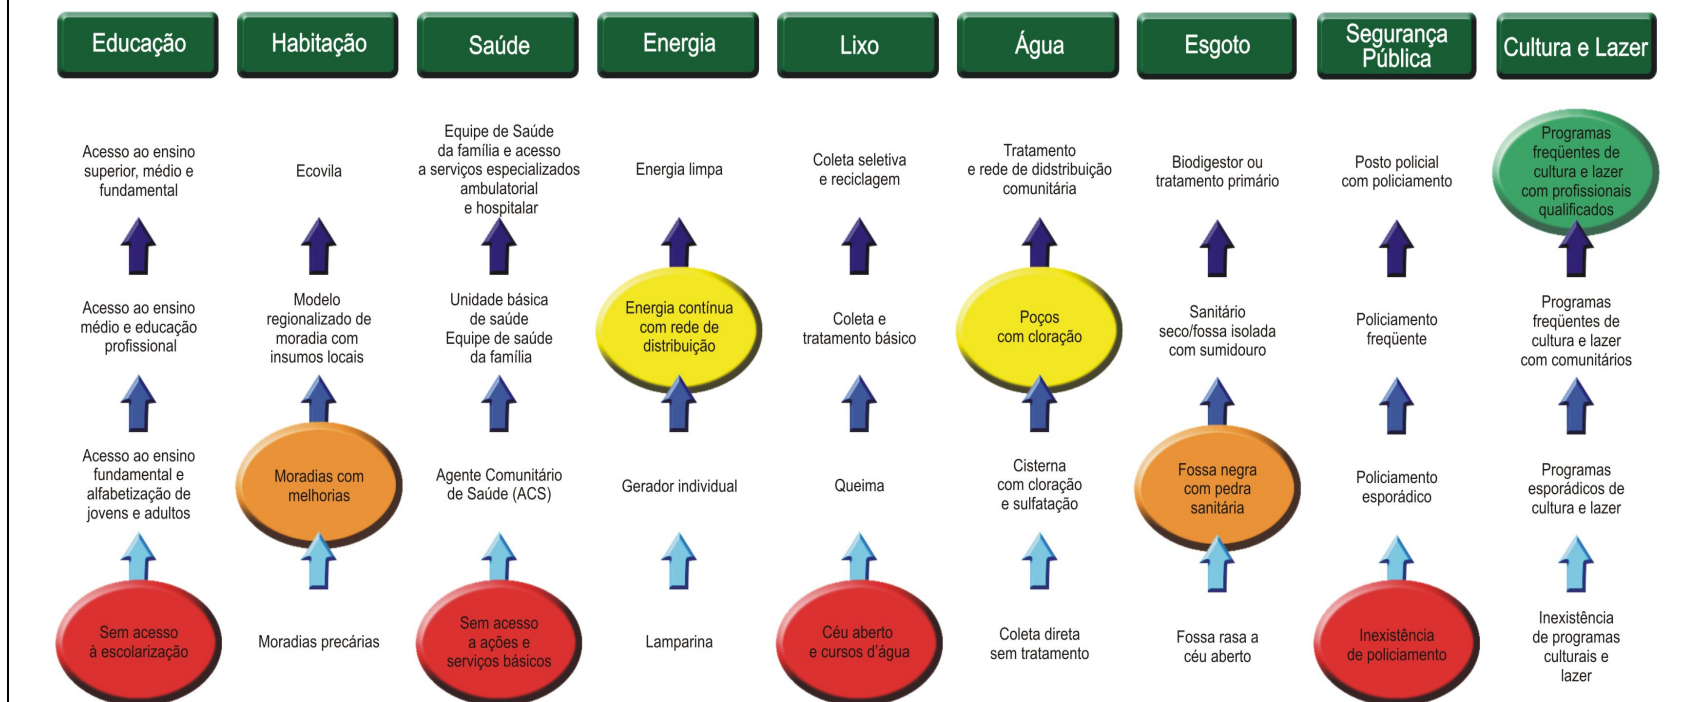 Educação
Habitação
Saúde
Energia
Lixo
Água
Esgoto
Segurança
Pública
Cultura e Lazer
Acesso ao ensino
superior, médio e
fundamental
Ecovila
Equipe de Saúde
da família e acesso
a serviços especializados
ambulatorial
e hospitalar
Energia limpa
Coleta seletiva
e reciclagem
Tratamento
e rede de didstribuição
comunitária
Biodigestor ou
tratamento primário
Posto policial
com policiamento
Programas
freqüentes de
cultura e lazer
com profissionais
qualificados
Acesso ao ensino
médio e educação
profissional
Modelo
regionalizado de
moradia com
insumos locais
Unidade básica
de saúde
Equipe de saúde
da família
Energia contínua
com rede de
distribuição
Coleta e
tratamento básico
Poços
com cloração
Sanitário
seco/fossa isolada
com sumidouro
Policiamento
freqüente
Programas
freqüentes de
cultura e lazer
com comunitários
Acesso ao ensino
fundamental e
alfabetização de
jovens e adultos
Moradias com
melhorias
Agente Comunitário
de Saúde (ACS)
Gerador individual
Queima
Cisterna
com cloração
e sulfatação
Fossa negra
com pedra
sanitária
Policiamento
esporádico
Programas
esporádicos de
cultura e lazer
Sem acesso
à escolarização
Moradias precárias
Sem acesso
a ações e
serviços básicos
Lamparina
Céu aberto
e cursos d'água
Coleta direta
sem tratamento
Fossa rasa a
céu aberto
Inexistência
de policiamento
Inexistência
de programas
culturais e
lazer